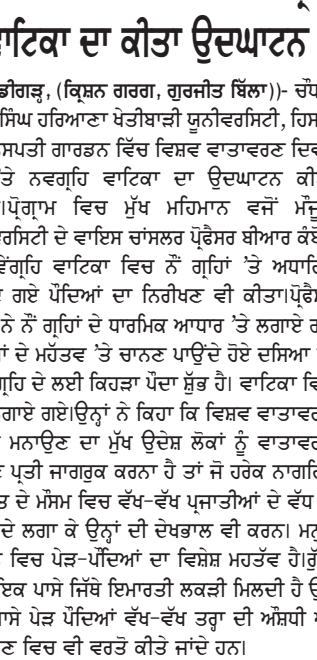 ਵਾਟਿਕਾ ਦਾ ਕੀਤਾ ਉਦਘਾਟਨ
ਡੀਗੜ੍ਹ, (ਕ੍ਰਿਸ਼ਨ ਗਰਗ, ਗੁਰਜੀਤ ਬਿੱਲਾ))- ਚੌਧ
ਸਿੰਘ ਹਰਿਆਣਾ ਖੇਤੀਬਾੜੀ ਯੂਨੀਵਰਸਿਟੀ, ਹਿਸ
ਸਪਤੀ ਗਾਰਡਨ ਵਿੱਚ ਵਿਸ਼ਵ ਵਾਤਾਵਰਣ ਦਿਵ
ਤੇ ਨਵਗ੍ਰਹਿ ਵਾਟਿਕਾ ਦਾ ਉਦਘਾਟਨ ਕੀ
।ਪ੍ਰੋਗ੍ਰਾਮ ਵਿਚ ਮੁੱਖ ਮਹਿਮਾਨ ਵਜੋਂ ਮੌਜੂ
ਰਸਿਟੀ ਦੇ ਵਾਇਸ ਚਾਂਸਲਰ ਪ੍ਰੋਫੈਸਰ ਬੀਆਰ ਕੰਬੋ
ਵੰਗ੍ਰਹਿ ਵਾਟਿਕਾ ਵਿਚ ਨੌਂ ਗ੍ਰਹਿਾਂ 'ਤੇ ਅਧਾਰਿ
ਗਏ ਪੌਦਿਆਂ ਦਾ ਨਿਰੀਖਣ ਵੀ ਕੀਤਾ।ਪ੍ਰੋਫੈਸ
ਨੇ ਨੌਂ ਗ੍ਰਹਿਾਂ ਦੇ ਧਾਰਮਿਕ ਆਧਾਰ 'ਤੇ ਲਗਾਏ ਗ
ਾਂ ਦੇ ਮਹੱਤਵ 'ਤੇ ਚਾਨਣ ਪਾਉਂਦੇ ਹੋਏ ਦਸਿਆ
ਗ੍ਰਹਿ ਦੇ ਲਈ ਕਿਹੜਾ ਪੌਦਾ ਸ਼ੁੱਭ ਹੈ। ਵਾਟਿਕਾ ਵਿ
ਗਾਏ ਗਏ।ਉਨ੍ਹਾਂ ਨੇ ਕਿਹਾ ਕਿ ਵਿਸ਼ਵ ਵਾਤਾਵਰ
ਮਨਾਉਣ ਦਾ ਮੁੱਖ ਉਦੇਸ਼ ਲੋਕਾਂ ਨੂੰ ਵਾਤਾਵਰ
ਣ ਪ੍ਰਤੀ ਜਾਗਰੁਕ ਕਰਨਾ ਹੈ ਤਾਂ ਜੋ ਹਰੇਕ ਨਾਗਰਿ
ਤ ਦੇ ਮੌਸਮ ਵਿਚ ਵੱਖ-ਵੱਖ ਪ੍ਰਜਾਤੀਆਂ ਦੇ ਵੱਧ
ਦੇ ਲਗਾ ਕੇ ਉਨ੍ਹਾਂ ਦੀ ਦੇਖਭਾਲ ਵੀ ਕਰਨ। ਮਨੁ
ਵਿਚ ਪੇੜ-ਪੌਦਿਆਂ ਦਾ ਵਿਸ਼ੇਸ਼ ਮਹਤੱਵ ਹੈ।ਰੁੱ
ਇਕ ਪਾਸੇ ਜਿੱਥੇ ਇਮਾਰਤੀ ਲਕੜੀ ਮਿਲਦੀ ਹੈ ਉ
ਾਸੇ ਪੇੜ ਪੌਦਿਆਂ ਵੱਖ-ਵੱਖ ਤਰ੍ਹਾ ਦੀ ਔਸ਼ਧੀ
ਣ ਵਿਚ ਵੀ ਵਰਤੋ ਕੀਤੇ ਜਾਂਦੇ ਹਨ।